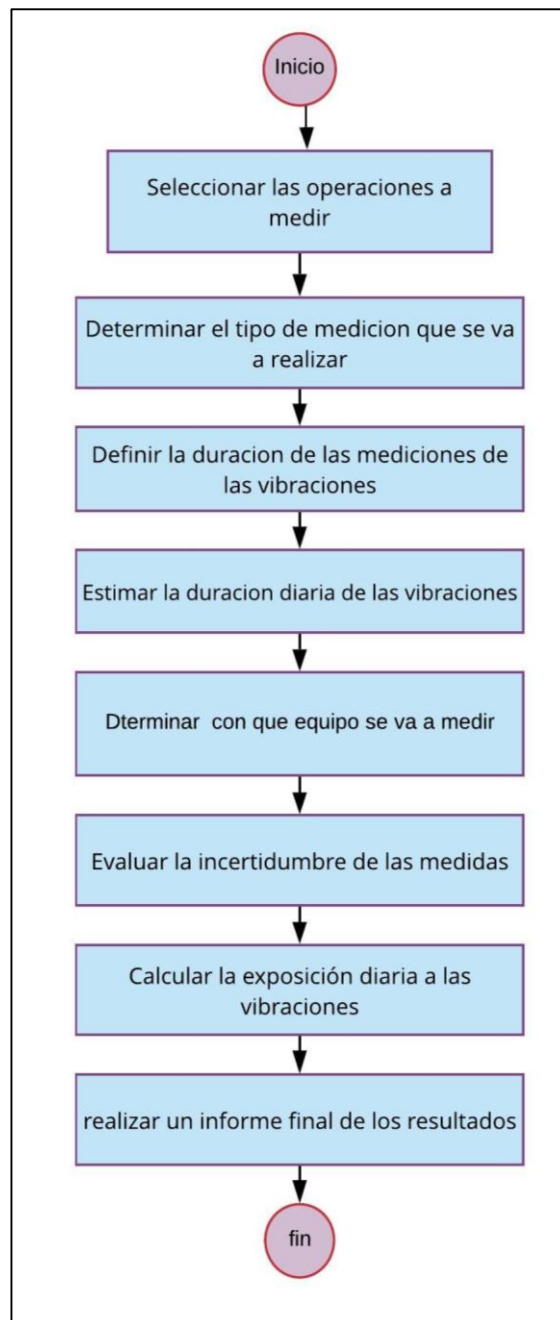 Inicio
Seleccionar las operaciones a
medir
Determinar el tipo de medicion que se va
a realizar
Definir la duracion de las mediciones de
las vibraciones
Estimar la duracion diaria de las vibraciones
Dterminar con que equipo se va a medir
Evaluar la incertidumbre de las medidas
Calcular la exposición diaria a las
vibraciones
realizar un informe final de los resultados
fin